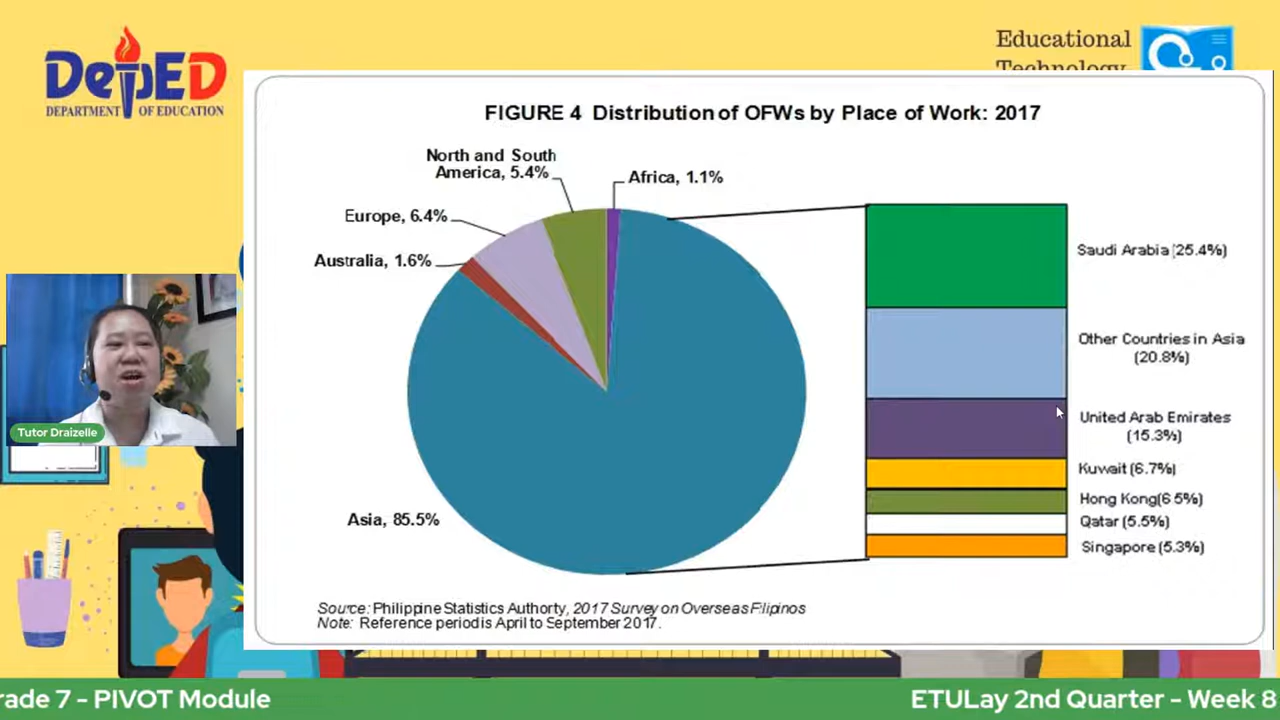 DepED
DEPARTMENT OF EDUCATION
Educational
Technology
FIGURE 4 Distribution of OFWs by Place of Work: 2017
North and South
America, 5.4%
Africa, 1.1%
Europe, 6.4%
Australia, 1.6%
Asia, 85.5%
Saudi Arabia (25.4%)
Other Countries in Asia
(20.8%)
United Arab Emirates
(15.3%)
Kuwait (6.7%)
Hong Kong(6 5%)
Qatar (5.5%)
Singapore (5.3%)
Source: Philippine Statistics Authorty, 2017 Survey on Overseas Filipinos
Note: Reference period is April to September 2017.
Tutor Draizelle
rade 7 - PIVOT Module
ETULay 2nd Quarter - Week 8